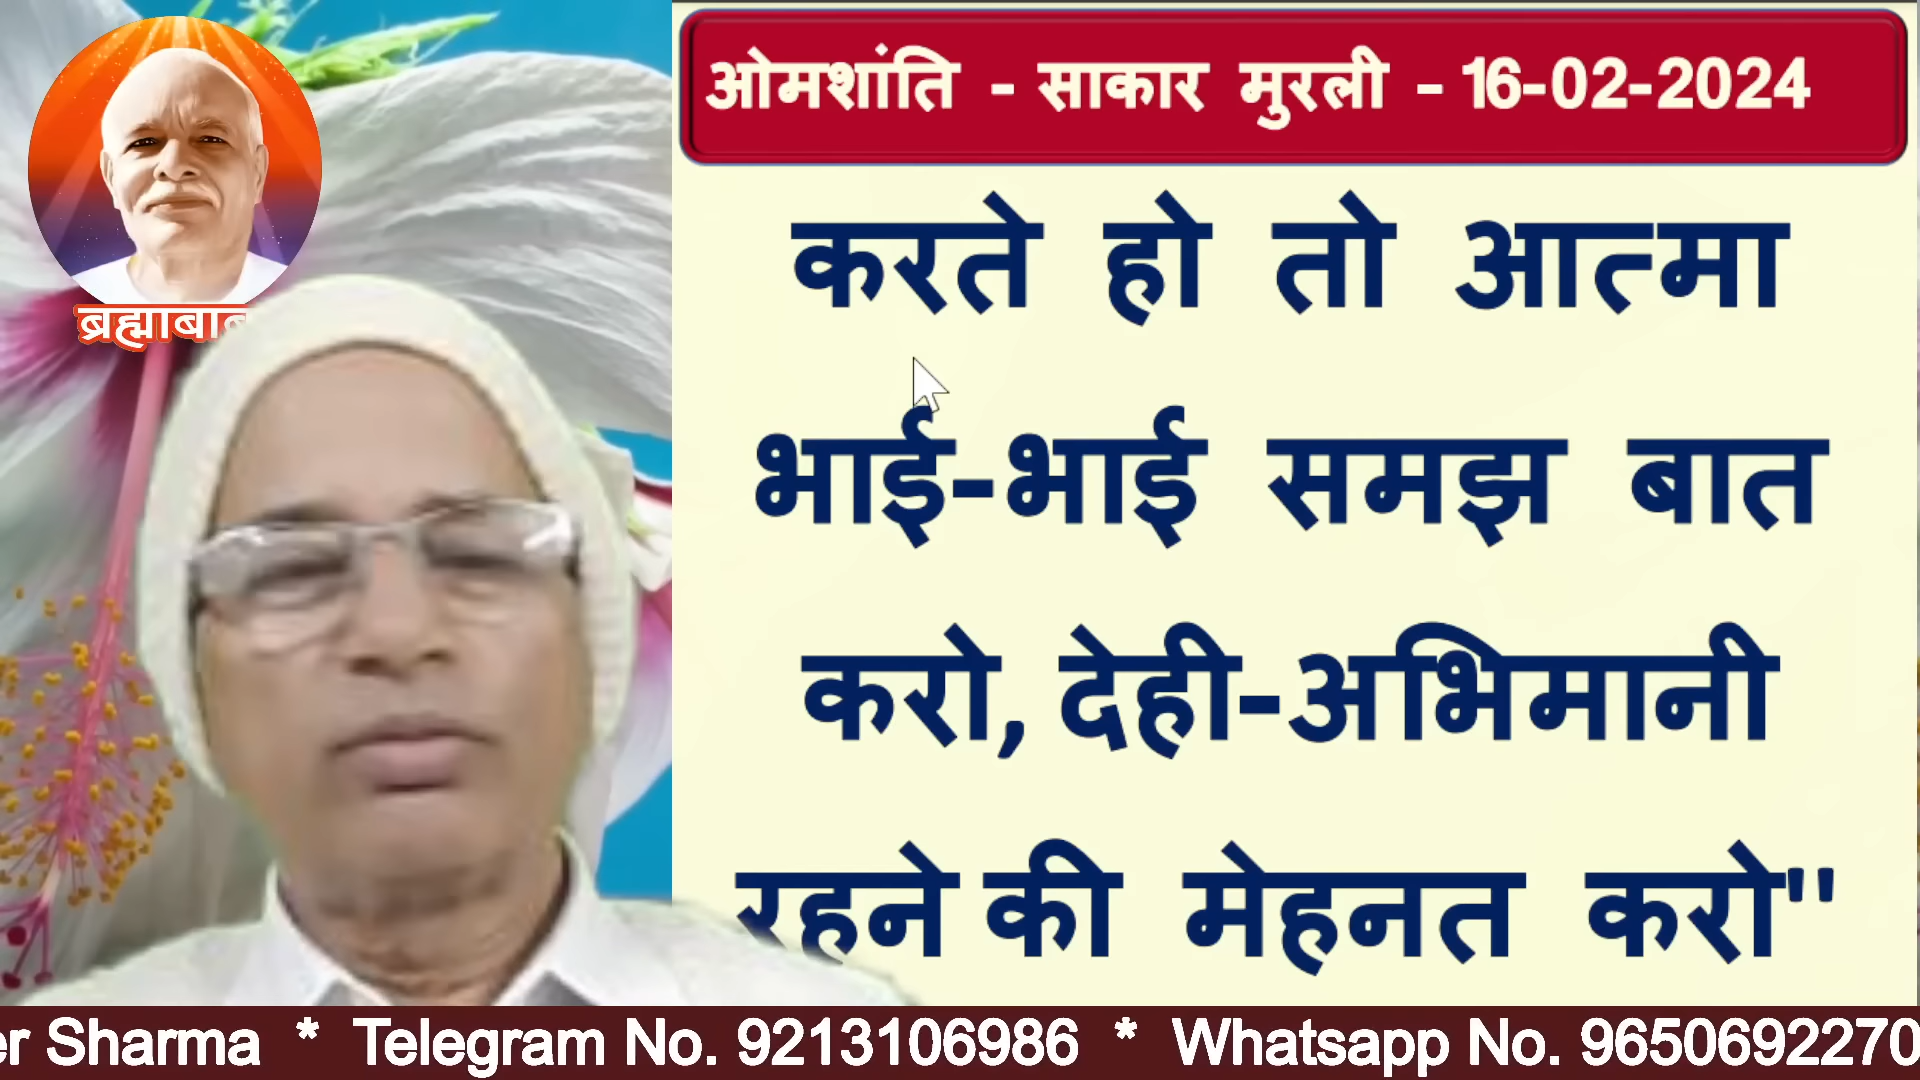 ओमशांति - साकार मुरली - 16-02-2024
करते हो तो आत्मा
भाई-भाई समझ बात
करो, देही-अभिमानी
रहने की मेहनत करो"
er Sharma * Telegram No. 9213106986 * Whatsapp No. 9650692270